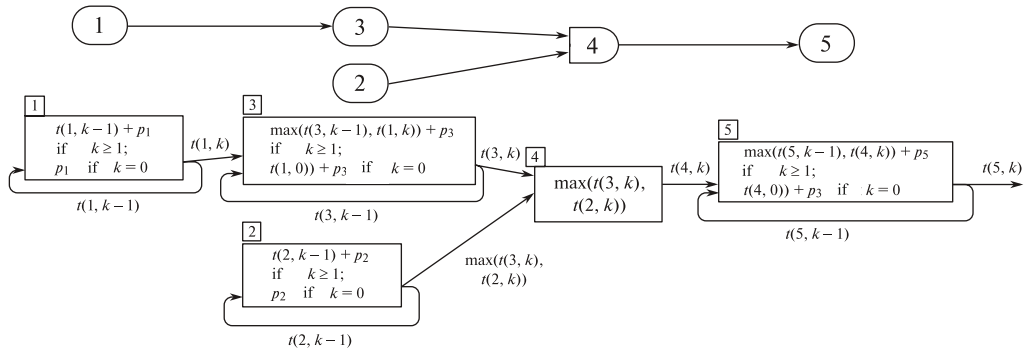 1
3
4
5
2
1
t(1, k – 1) + p₁
if k ≥ 1;
p₁ if k = 0
t(1, k)
t(1, k – 1)
3
max(t(3, k – 1), t(1, k)) + p₃
if k ≥ 1;
t(1, 0)) + p₃ if k = 0
t(3, k)
t(3, k – 1)
2
t(2, k – 1) + p₂
if k ≥ 1;
p₂ if k = 0
t(2, k – 1)
max(t(3, k),
t(2, k))
4
max(t(3, k),
t(2, k))
t(4, k)
5
max(t(5, k – 1), t(4, k)) + p₅
if k ≥ 1;
t(4, 0)) + p₃ if k = 0
t(5, k)
t(5, k – 1)